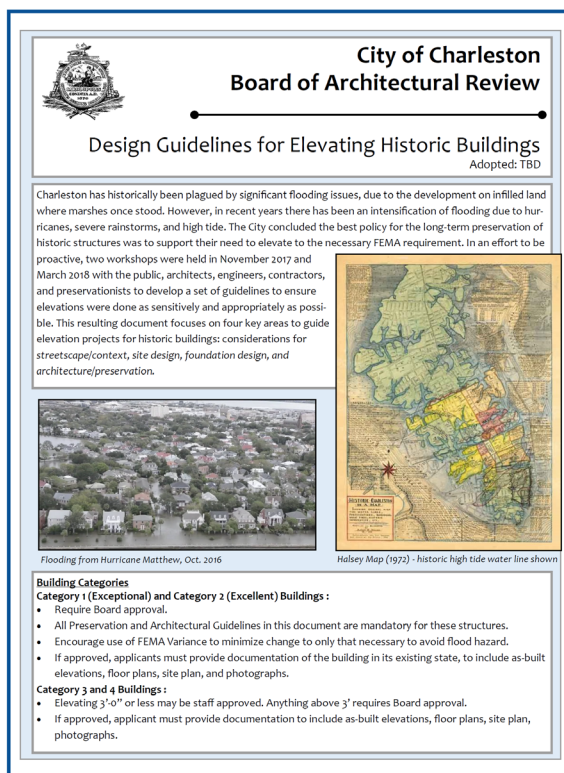 City of Charleston
Board of Architectural Review
Design Guidelines for Elevating Historic Buildings
Adopted: TBD
Charleston has historically been plagued by significant flooding issues, due to the development on infilled land
where marshes once stood. However, in recent years there has been an intensification of flooding due to hur-
ricanes, severe rainstorms, and high tide. The City concluded the best policy for the long-term preservation of
historic structures was to support their need to elevate to the necessary FEMA requirement. In an effort to be
proactive, two workshops were held in November 2017 and
March 2018 with the public, architects, engineers, contractors,
and preservationists to develop a set of guidelines to ensure
elevations were done as sensitively and appropriately as possi-
ble. This resulting document focuses on four key areas to guide
elevation projects for historic buildings: considerations for
streetscape/context, site design, foundation design, and
architecture/preservation.
Flooding from Hurricane Matthew, Oct. 2016
Halsey Map (1972) - historic high tide water line shown
Building Categories
Category 1 (Exceptional) and Category 2 (Excellent) Buildings :
• Require Board approval.
• All Preservation and Architectural Guidelines in this document are mandatory for these structures.
• Encourage use of FEMA Variance to minimize change to only that necessary to avoid flood hazard.
• If approved, applicants must provide documentation of the building in its existing state, to include as-built
elevations, floor plans, site plan, and photographs.
Category 3 and 4 Buildings :
• Elevating 3'-0" or less may be staff approved. Anything above 3' requires Board approval.
• If approved, applicant must provide documentation to include as-built elevations, floor plans, site plan,
photographs.